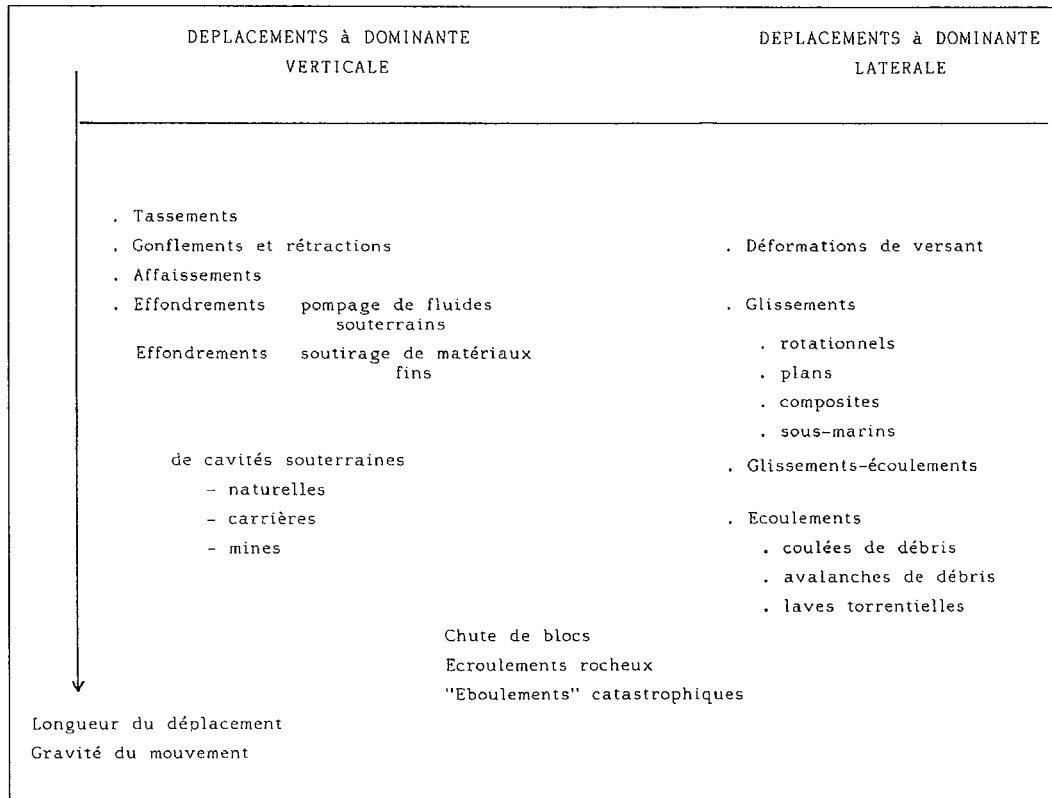 DEPLACEMENTS à DOMINANTE
VERTICALE
DEPLACEMENTS à DOMINANTE
LATERALE
. Tassements
. Gonflements et rétractions
. Affaissements
. Effondrements pompage de fluides
souterrains
Effondrements soutirage de matériaux
fins
de cavités souterraines
- naturelles
- carrières
- mines
. Déformations de versant
. Glissements
. rotationnels
. plans
. composites
. sous-marins
. Glissements-écoulements
. Ecoulements
. coulées de débris
. avalanches de débris
. laves torrentielles
Chute de blocs
Ecroulements rocheux
"Eboulements" catastrophiques
Longueur du déplacement
Gravité du mouvement